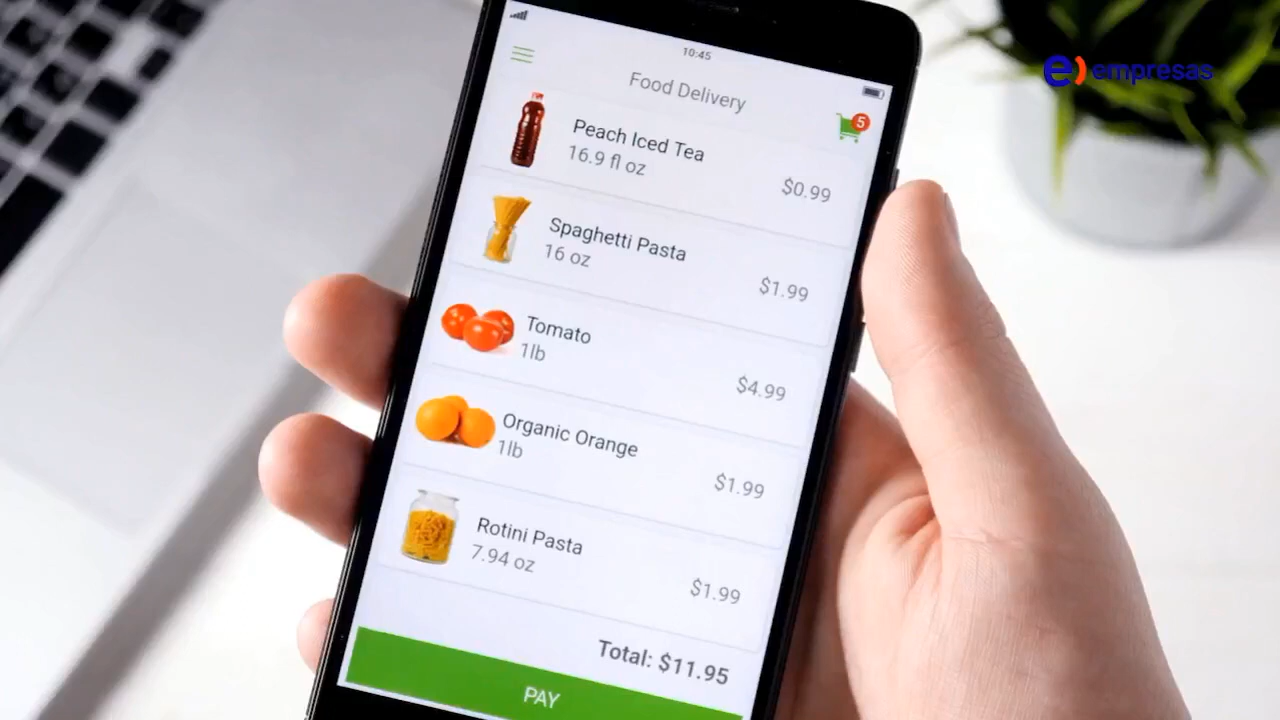 10:45
Food Delivery
5
Peach Iced Tea
16.9 fl oz
$0.99
Spaghetti Pasta
16 oz
$1.99
Tomato
1lb
$4.99
Organic Orange
1lb
$1.99
Rotini Pasta
7.94 oz
$1.99
Total: $11.95
PAY
e) empresas